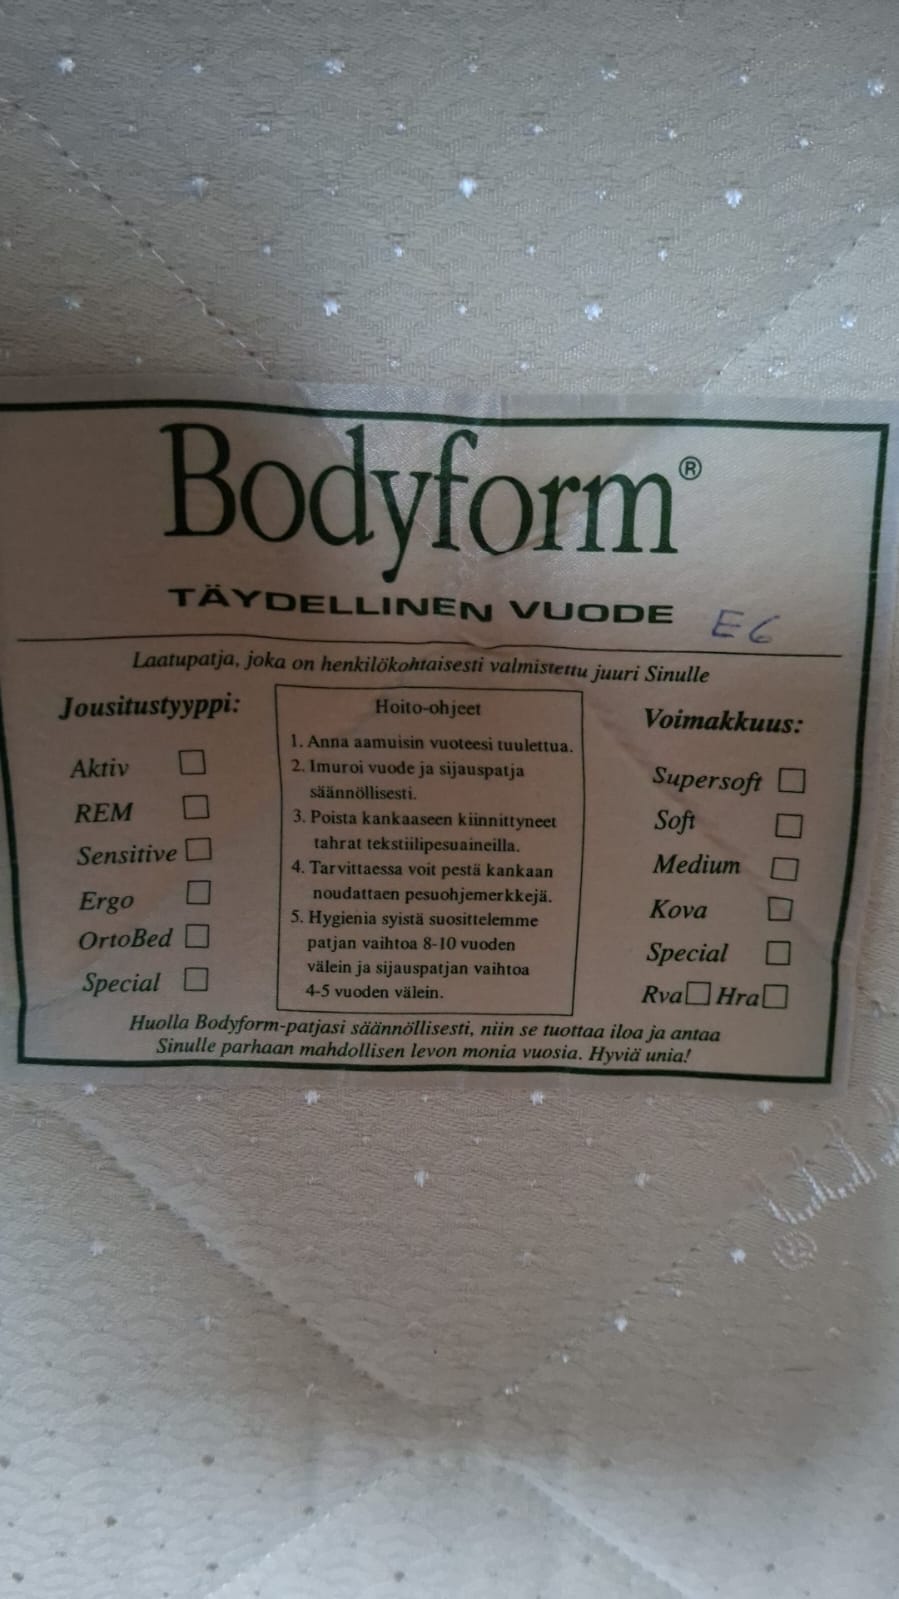 Bodyform®
TÄYDELLINEN VUODE E6
Laatupatja, joka on henkilökohtaisesti valmistettu juuri Sinulle
Jousitustyyppi:
Aktiv
REM
Sensitive
Ergo
OrtoBed
Special
Hoito-ohjeet
1. Anna aamuisin vuoteesi tuulettua.
2. Imuroi vuode ja sijauspatja
säännöllisesti.
3. Poista kankaaseen kiinnittyneet
tahrat tekstiilipesuaineilla.
4. Tarvittaessa voit pestä kankaan
noudattaen pesuohjemerkkejä.
5. Hygienia syistä suosittelemme
patjan vaihtoa 8-10 vuoden
välein ja sijauspatjan vaihtoa
4-5 vuoden välein.
Voimakkuus:
Supersoft
Soft
Medium
Kova
Special
Rva Hra
Huolla Bodyform-patjasi säännöllisesti, niin se tuottaa iloa ja antaa
Sinulle parhaan mahdollisen levon monia vuosia. Hyviä unia!